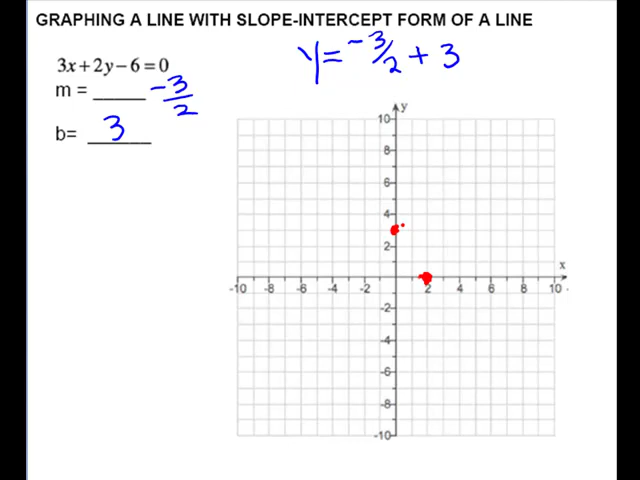 GRAPHING A LINE WITH SLOPE-INTERCEPT FORM OF A LINE
y = -3/2 + 3
3x + 2y – 6 = 0
m = _____ -3/2
b= 3
y
10
8
6
4
2
x
-10 -8 -6 -4 -2 2 4 6 8 10
-2
-4
-6
-8
-10